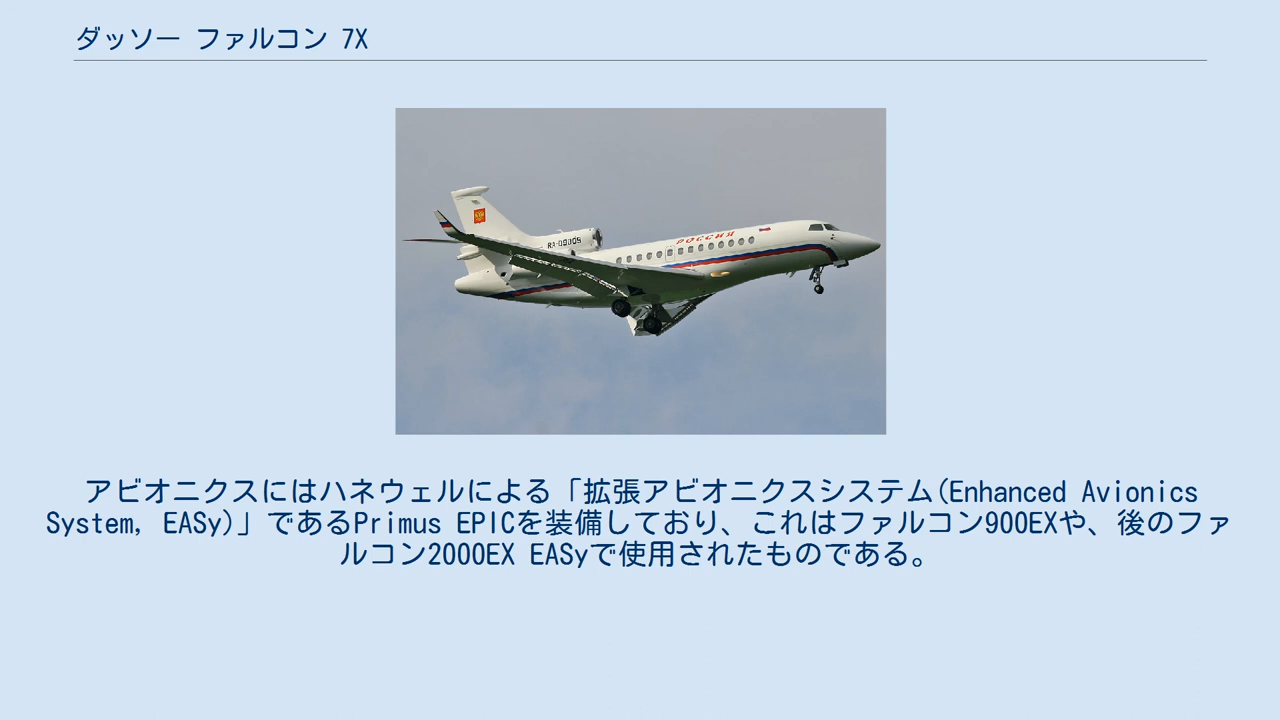 ダッソー ファルコン 7X
РОССИЯ
RA-09009
アビオニクスにはハネウェルによる「拡張アビオニクスシステム(Enhanced Avionics
System, EASy)」であるPrimus EPICを装備しており、これはファルコン900EXや、後のファ
ルコン2000EX EASyで使用されたものである。